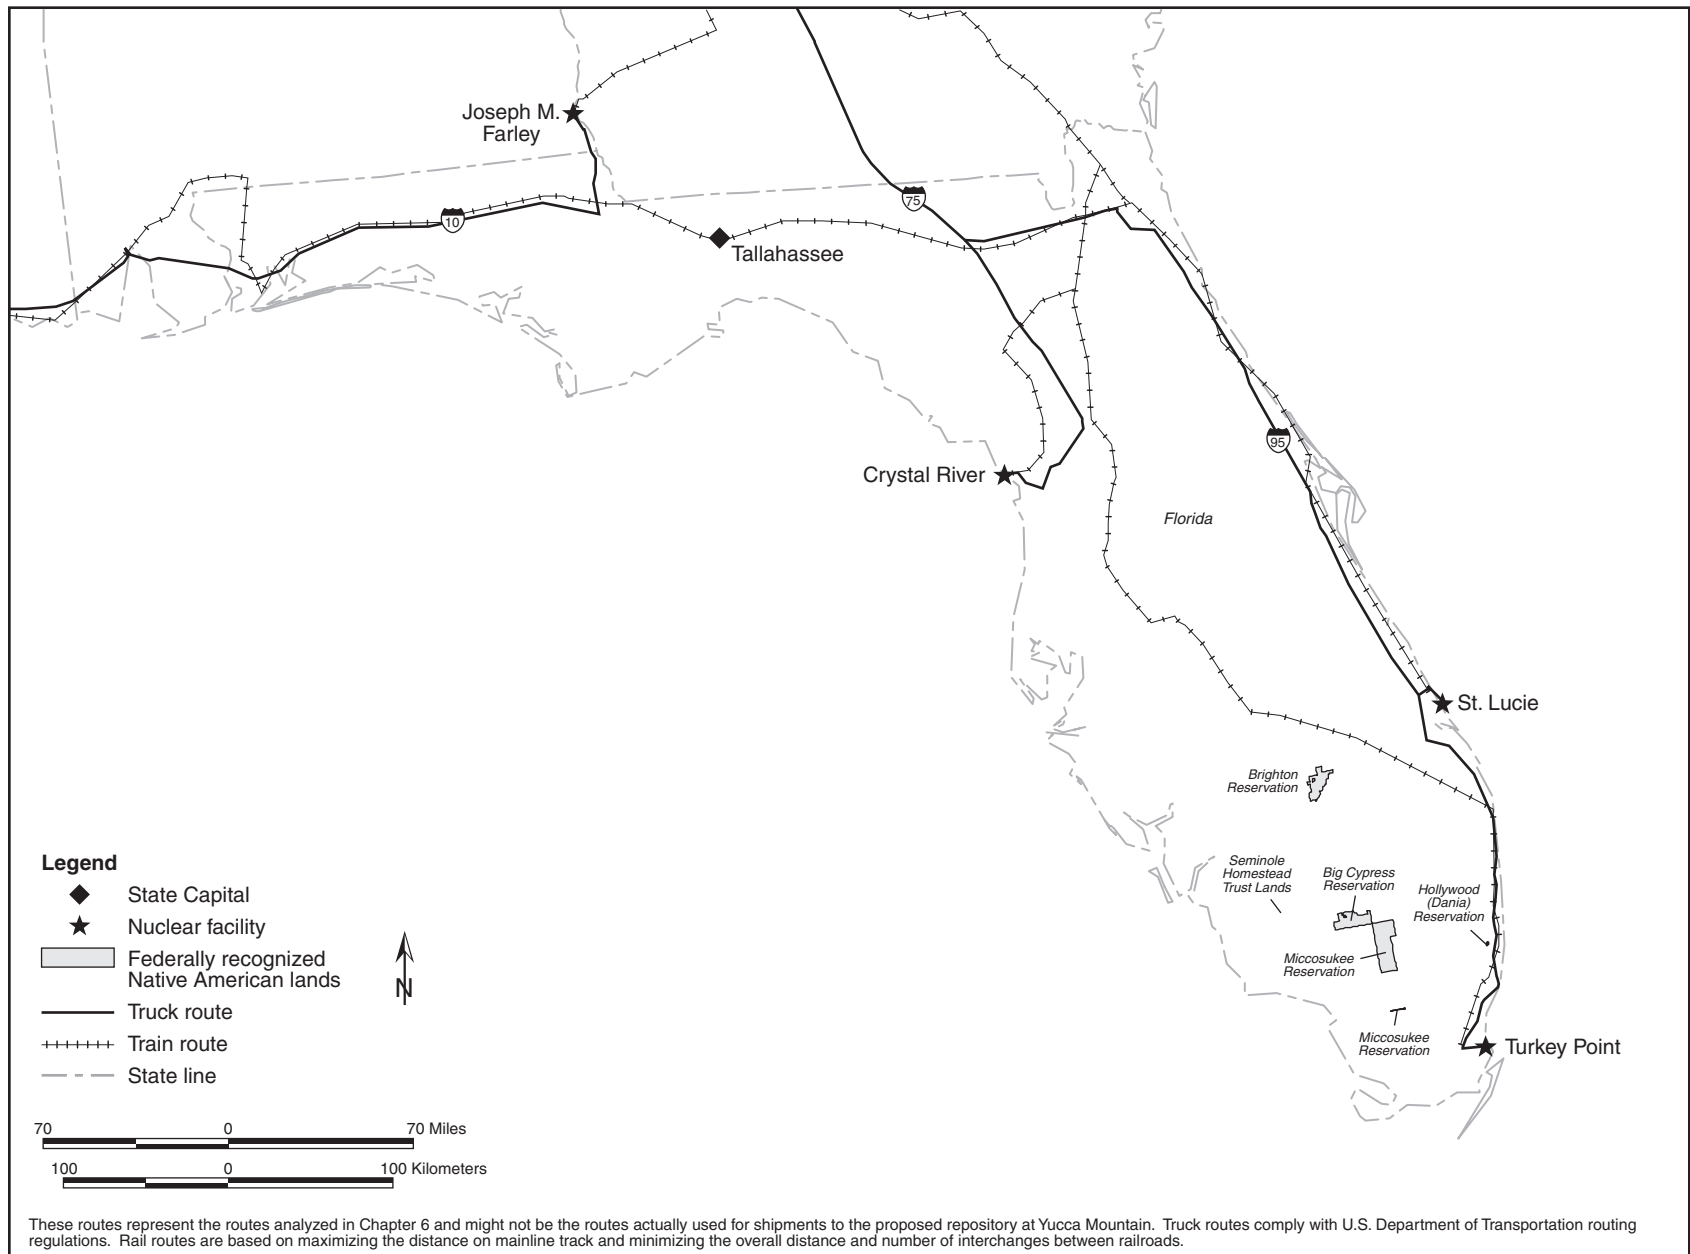 Joseph M.
Farley
75
10
Tallahassee
95
Crystal River
Florida
St. Lucie
Brighton
Reservation
Seminole
Homestead
Trust Lands
Big Cypress
Reservation
Hollywood
(Dania)
Reservation
Miccosukee
Reservation
Miccosukee
Reservation
Turkey Point
Legend
State Capital
Nuclear facility
Federally recognized
Native American lands
Truck route
Train route
State line
N
70 0 70 Miles
100 0 100 Kilometers
These routes represent the routes analyzed in Chapter 6 and might not be the routes actually used for shipments to the proposed repository at Yucca Mountain. Truck routes comply with U.S. Department of Transportation routing
regulations. Rail routes are based on maximizing the distance on mainline track and minimizing the overall distance and number of interchanges between railroads.